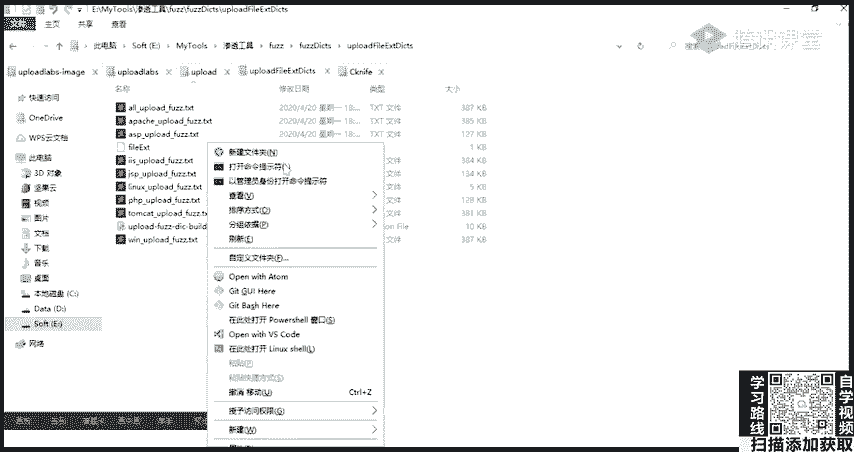 E:\MyTools\渗透工具\fuzz\fuzzDicts\uploadFileExtDicts
文件 主页 共享 查看
此电脑 › Soft (E:) › MyTools › 渗透工具 › fuzz › fuzzDicts › uploadFileExtDicts
uploadlabs-image × uploadlabs × upload × uploadFileExtDicts × Cknife ×
名称 修改日期 类型 大小
快速访问
OneDrive
WPS云文档
此电脑
3D 对象
坚果云
视频
图片
文档
下载
音乐
桌面
本地磁盘 (C:)
Data (D:)
Soft (E:)
网络
all_upload_fuzz.txt 2020/4/20 星期一 18:... TXT 文件 387 KB
apache_upload_fuzz.txt 2020/4/20 星期一 18:... TXT 文件 385 KB
asp_upload_fuzz.txt 2020/4/20 星期一 18:... TXT 文件 127 KB
fileExt 1 KB
iis_upload_fuzz.txt 文件 384 KB
jsp_upload_fuzz.txt 文件 134 KB
linux_upload_fuzz.txt 文件 5 KB
php_upload_fuzz.txt 文件 128 KB
tomcat_upload_fuzz.tx 文件 381 KB
upload-fuzz-dic-build on File 10 KB
win_upload_fuzz.txt 文件 387 KB
新建文件夹(N)
打开命令提示符
以管理员身份打开命令提示符
查看(V)
排序方式(O)
分组依据(P)
刷新(E)
自定义文件夹(F)...
Open with Atom
Git GUI Here
Git Bash Here
在此处打开 Powershell 窗口(S)
Open with VS Code
在此处打开 Linux shell(L)
粘贴(P)
粘贴快捷方式(S)
撤消 移动(U) Ctrl+Z
授予访问权限(G)
新建(W)
学习路线
自学视频
扫描添加获取